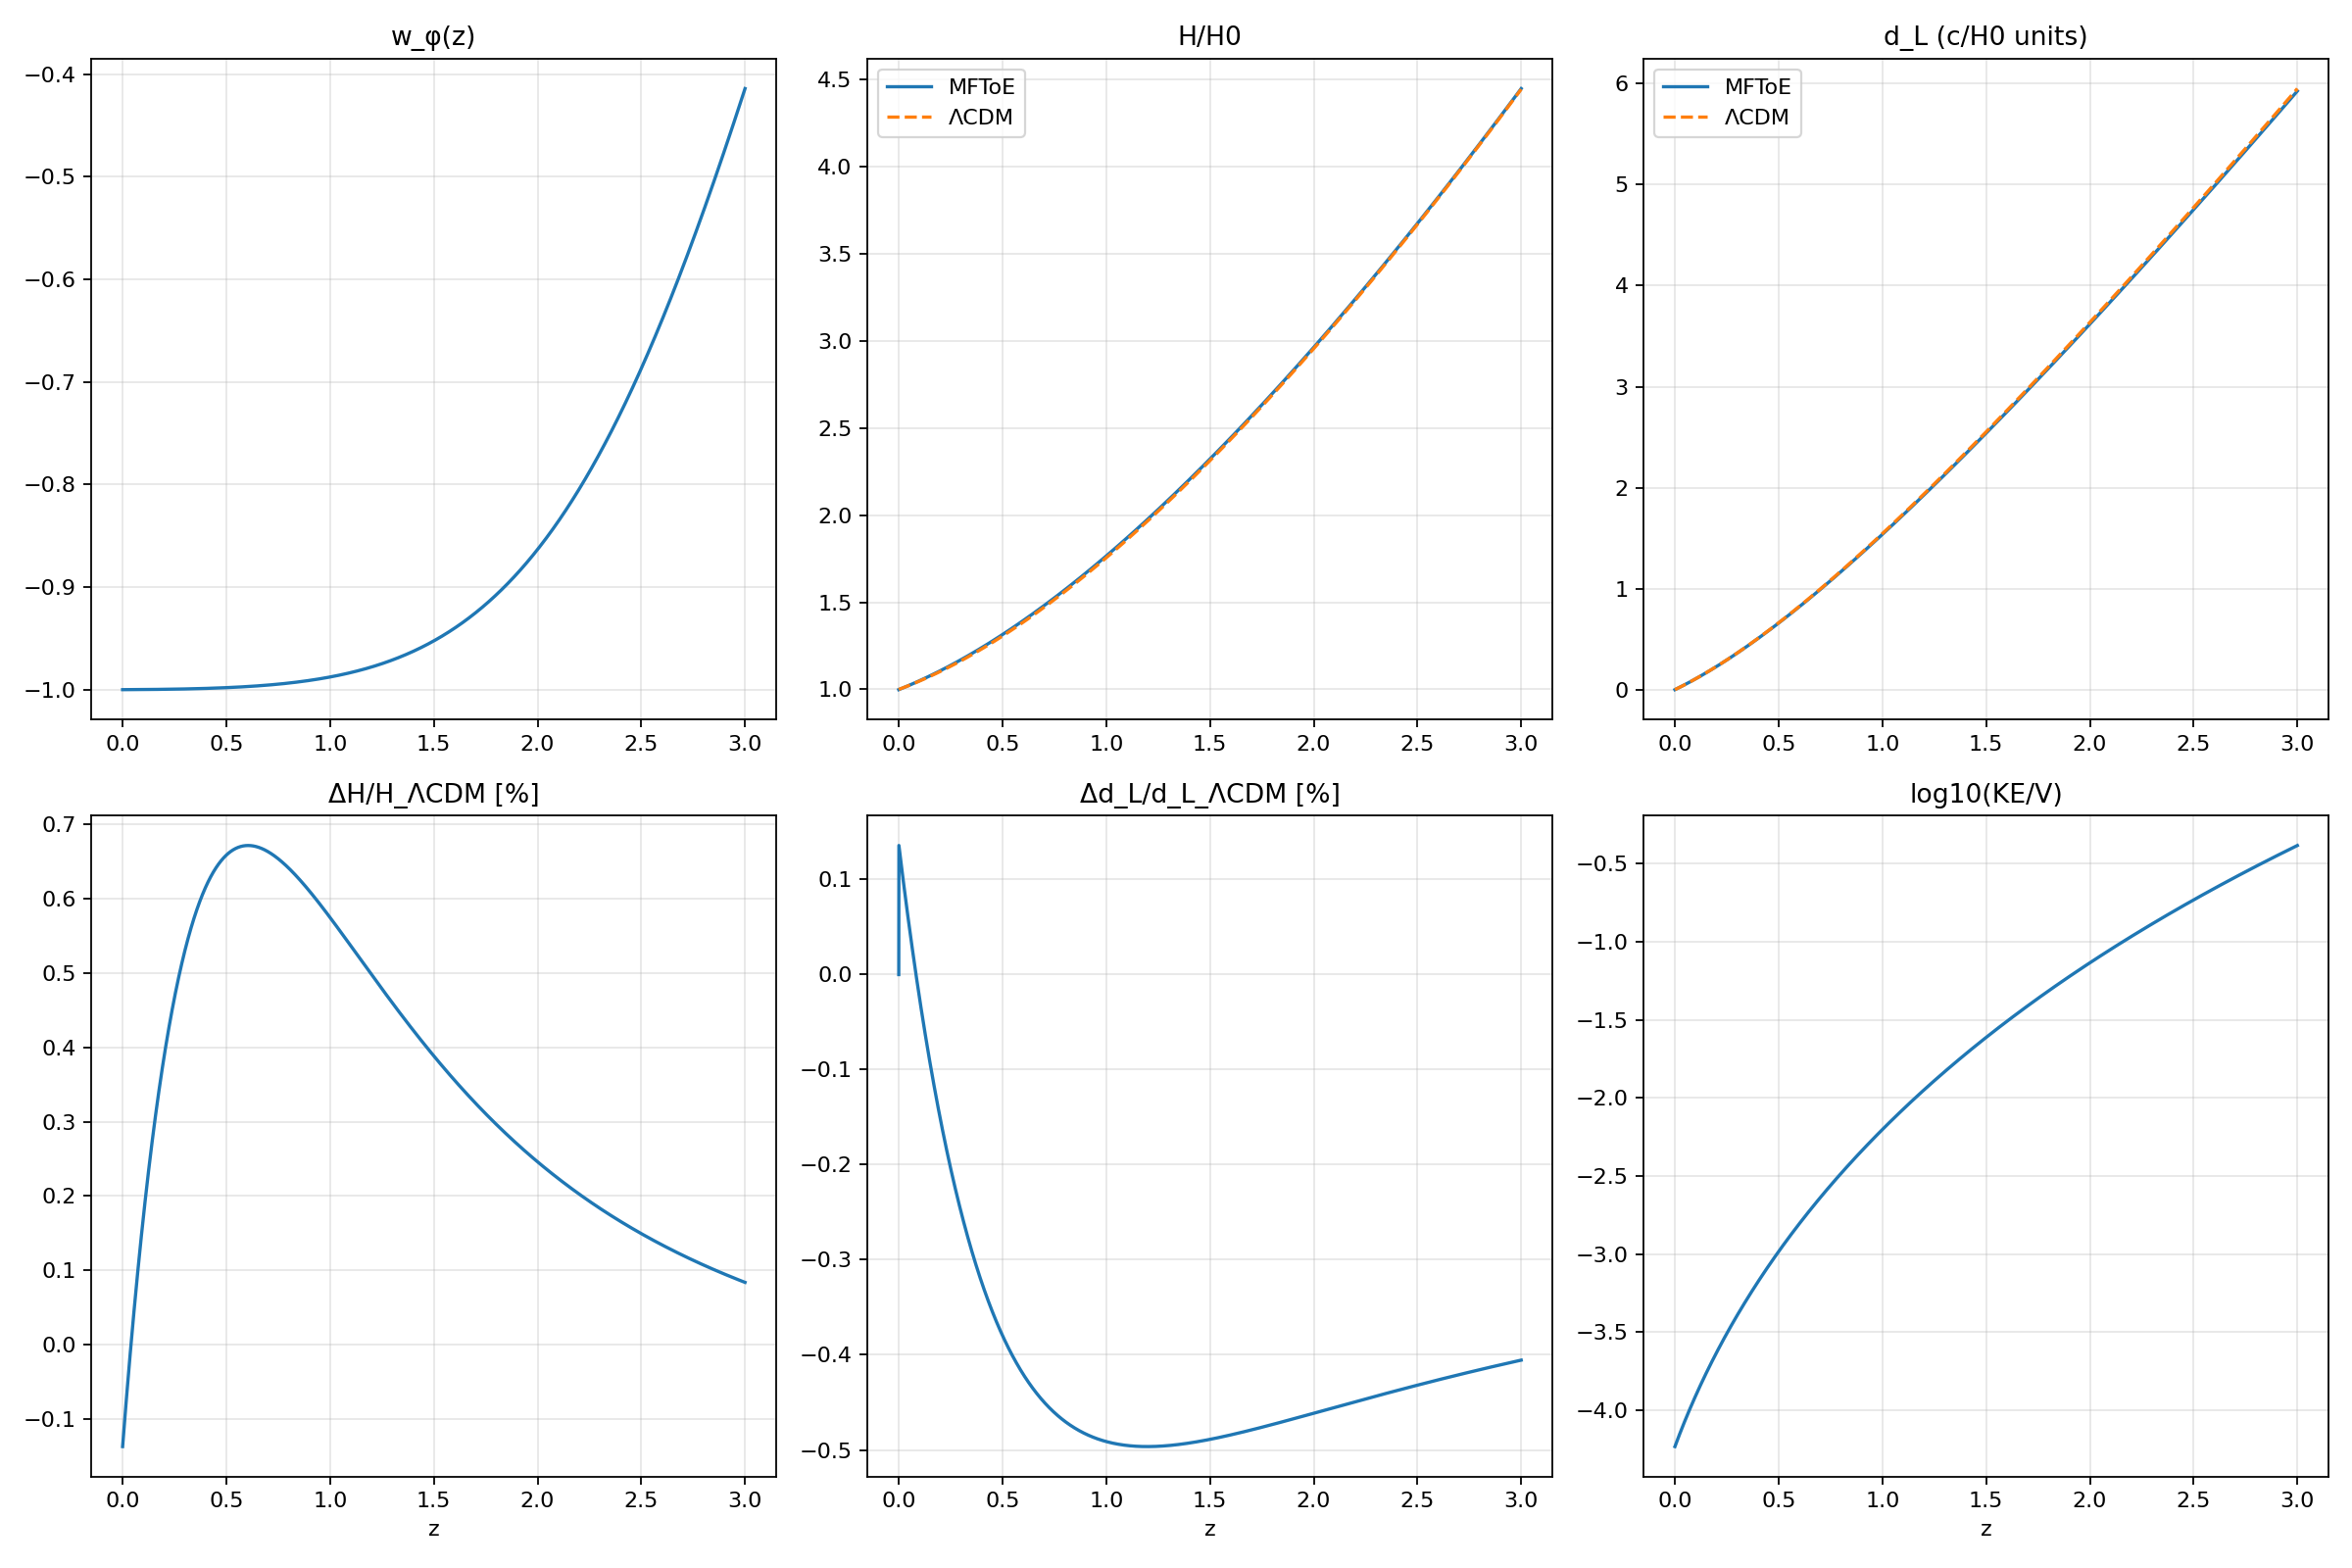 w_φ(z)
−0.4
−0.5
−0.6
−0.7
−0.8
−0.9
−1.0
0.0 0.5 1.0 1.5 2.0 2.5 3.0
H/H0
MFToE
ΛCDM
4.5
4.0
3.5
3.0
2.5
2.0
1.5
1.0
0.0 0.5 1.0 1.5 2.0 2.5 3.0
d_L (c/H0 units)
MFToE
ΛCDM
6
5
4
3
2
1
0
0.0 0.5 1.0 1.5 2.0 2.5 3.0
ΔH/H_ΛCDM [%]
0.7
0.6
0.5
0.4
0.3
0.2
0.1
0.0
−0.1
0.0 0.5 1.0 1.5 2.0 2.5 3.0
z
Δd_L/d_L_ΛCDM [%]
0.1
0.0
−0.1
−0.2
−0.3
−0.4
−0.5
0.0 0.5 1.0 1.5 2.0 2.5 3.0
z
log10(KE/V)
−0.5
−1.0
−1.5
−2.0
−2.5
−3.0
−3.5
−4.0
0.0 0.5 1.0 1.5 2.0 2.5 3.0
z